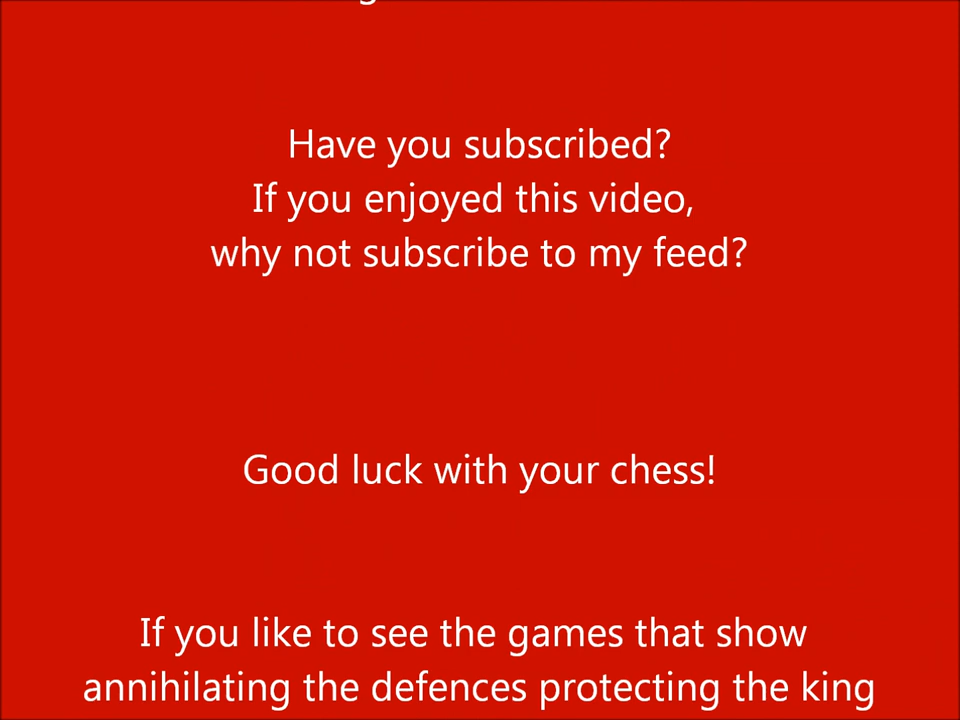 Have you subscribed?
If you enjoyed this video,
why not subscribe to my feed?
Good luck with your chess!
If you like to see the games that show
annihilating the defences protecting the king